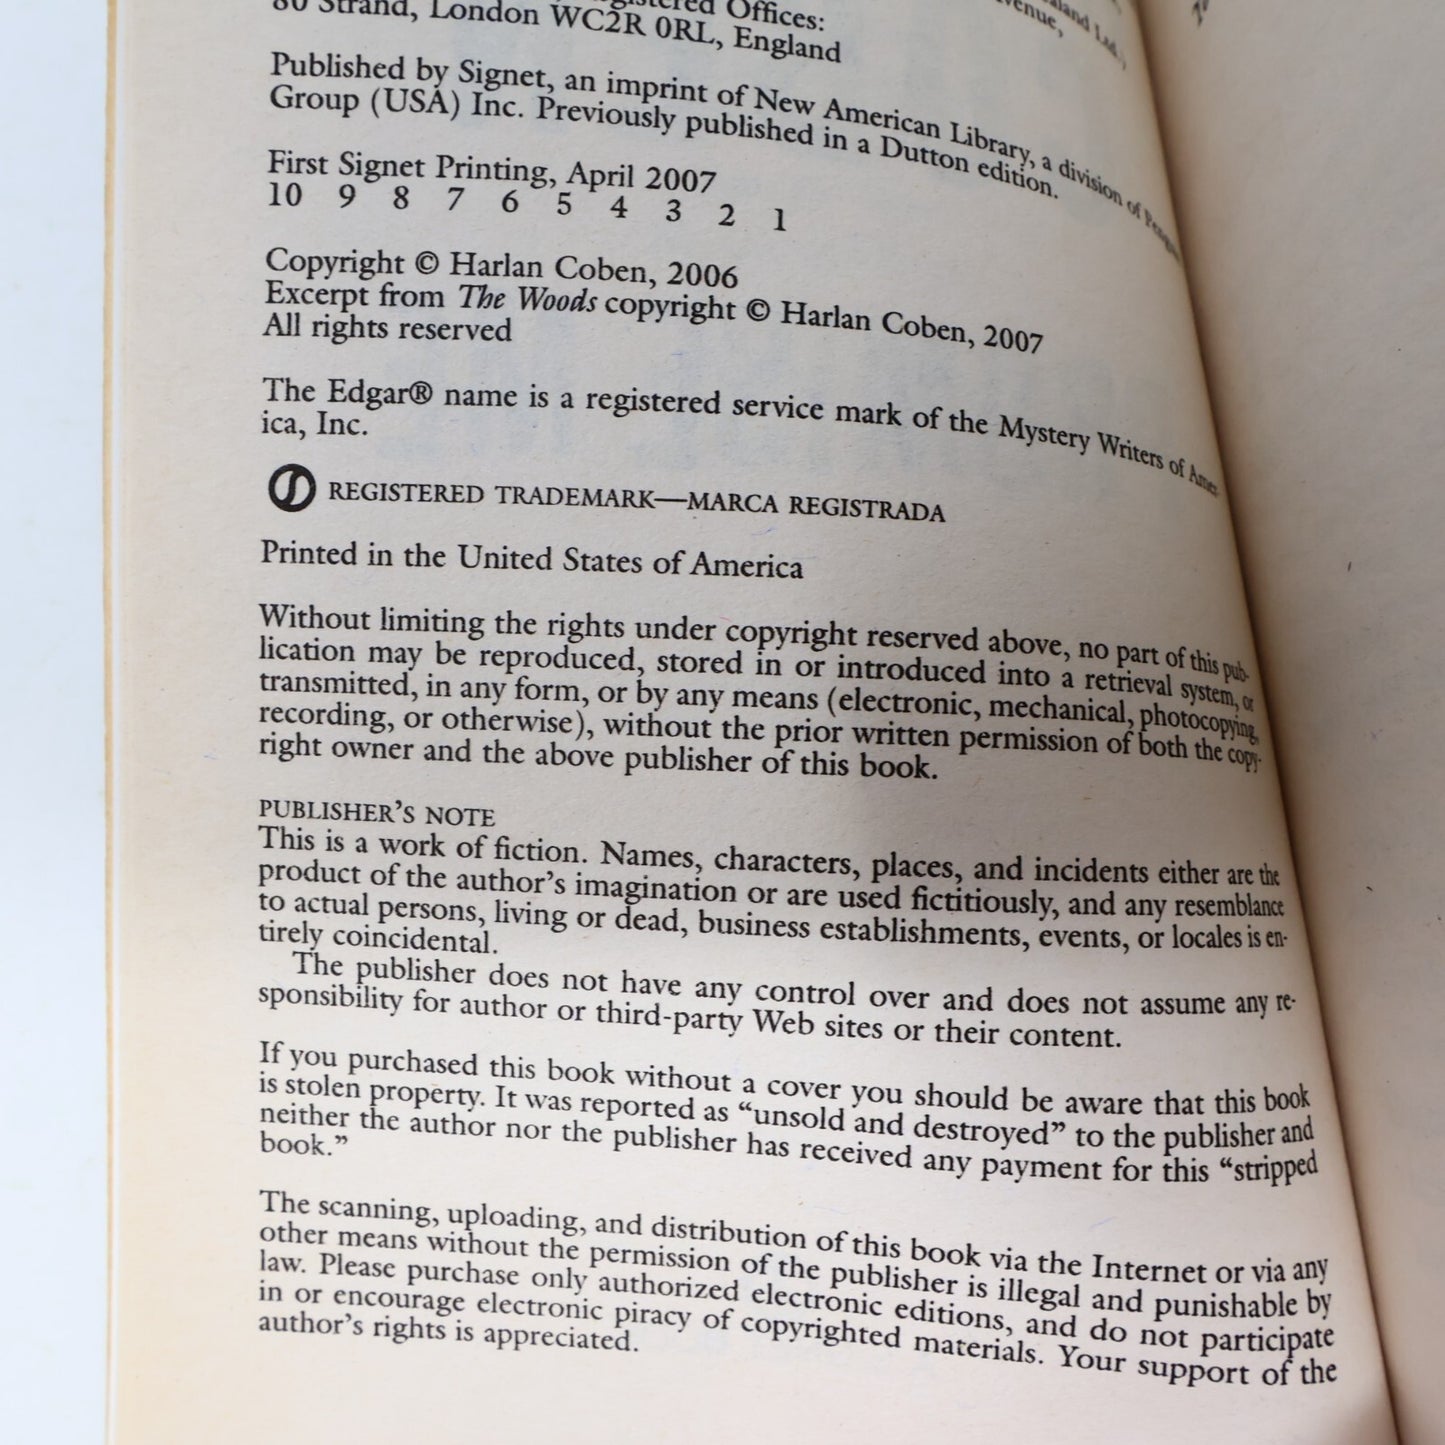 Registered Offices:
80 Strand, London WC2R 0RL, England
Published by Signet, an imprint of New American Library, a division of Penguin
Group (USA) Inc. Previously published in a Dutton edition.
First Signet Printing, April 2007
10 9 8 7 6 5 4 3 2 1
Copyright © Harlan Coben, 2006
Excerpt from The Woods copyright © Harlan Coben, 2007
All rights reserved
The Edgar® name is a registered service mark of the Mystery Writers of Amer-
ica, Inc.
REGISTERED TRADEMARK—MARCA REGISTRADA
Printed in the United States of America
Without limiting the rights under copyright reserved above, no part of this pub-
lication may be reproduced, stored in or introduced into a retrieval system, or
transmitted, in any form, or by any means (electronic, mechanical, photocopying,
recording, or otherwise), without the prior written permission of both the copy-
right owner and the above publisher of this book.
PUBLISHER'S NOTE
This is a work of fiction. Names, characters, places, and incidents either are the
product of the author's imagination or are used fictitiously, and any resemblance
to actual persons, living or dead, business establishments, events, or locales is en-
tirely coincidental.
The publisher does not have any control over and does not assume any re-
sponsibility for author or third-party Web sites or their content.
If you purchased this book without a cover you should be aware that this book
is stolen property. It was reported as “unsold and destroyed” to the publisher and
neither the author nor the publisher has received any payment for this “stripped
book.”
The scanning, uploading, and distribution of this book via the Internet or via any
other means without the permission of the publisher is illegal and punishable by
law. Please purchase only authorized electronic editions, and do not participate
in or encourage electronic piracy of copyrighted materials. Your support of the
author's rights is appreciated.